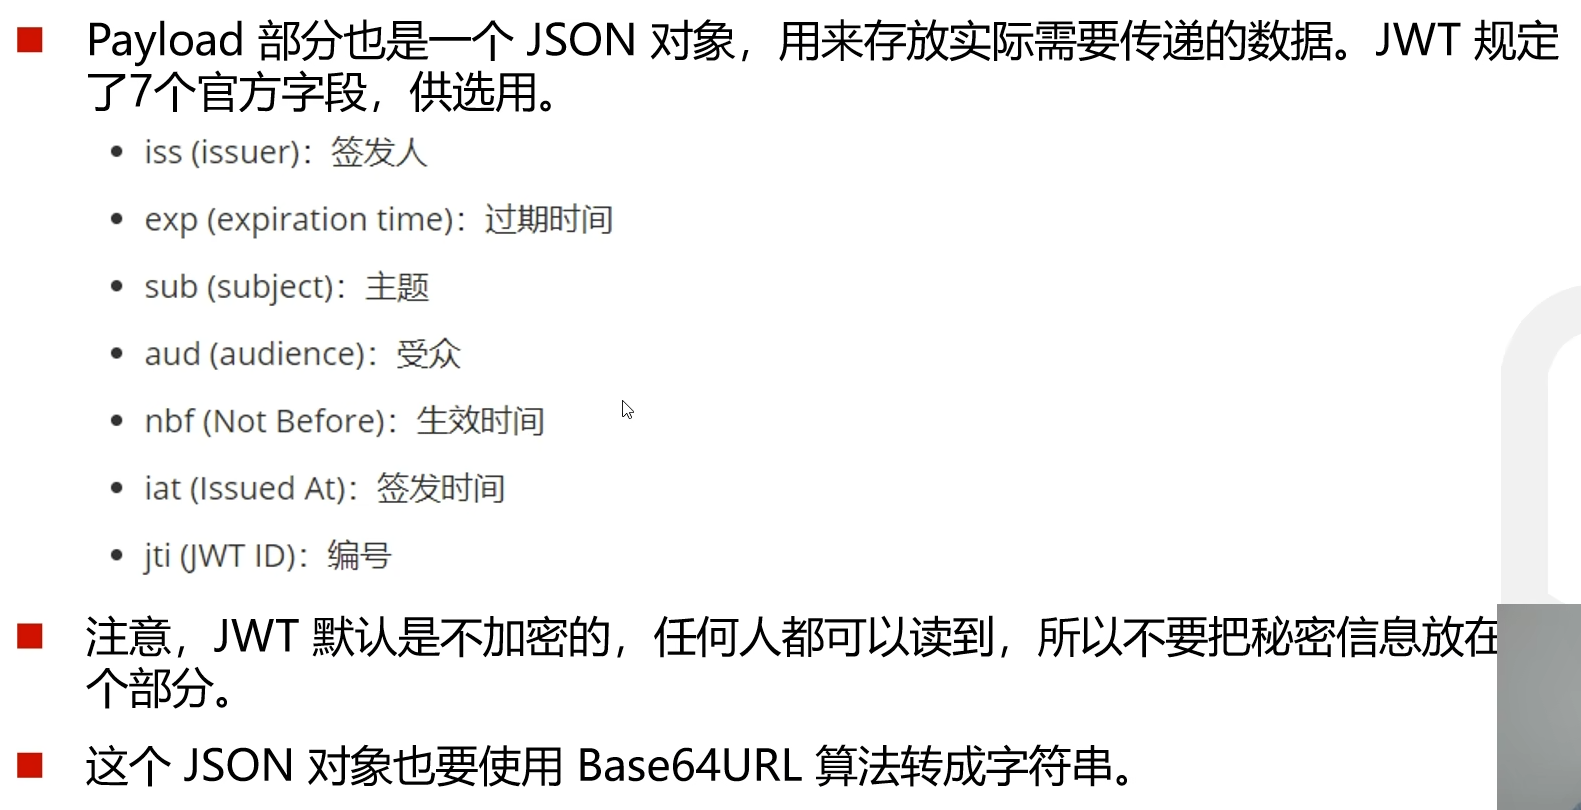 Payload 部分也是一个 JSON 对象，用来存放实际需要传递的数据。JWT 规定
了7个官方字段，供选用。
iss (issuer)：签发人
exp (expiration time)：过期时间
sub (subject)：主题
aud (audience)：受众
nbf (Not Before)：生效时间
iat (Issued At)：签发时间
jti (JWT ID)：编号
注意，JWT 默认是不加密的，任何人都可以读到，所以不要把秘密信息放在
个部分。
这个 JSON 对象也要使用 Base64URL 算法转成字符串。